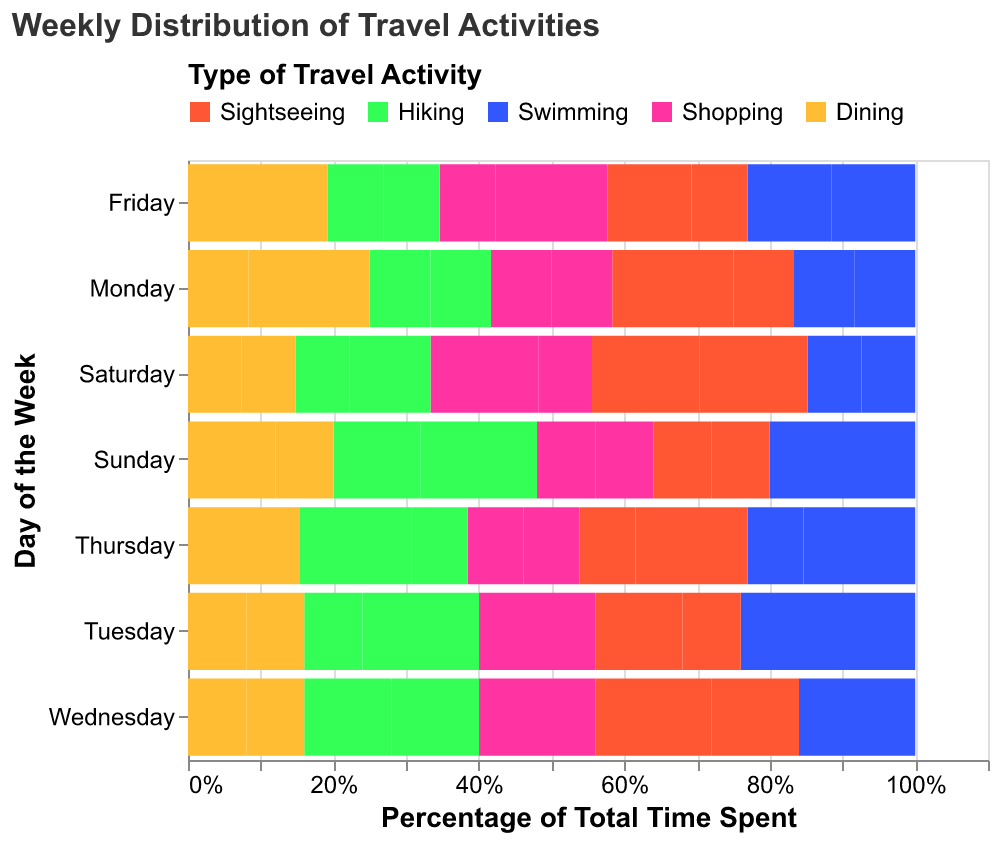 Weekly Distribution of Travel Activities
Type of Travel Activity
Sightseeing Hiking Swimming Shopping Dining
Day of the Week
Friday
Monday
Saturday
Sunday
Thursday
Tuesday
Wednesday
0% 20% 40% 60% 80% 100%
Percentage of Total Time Spent